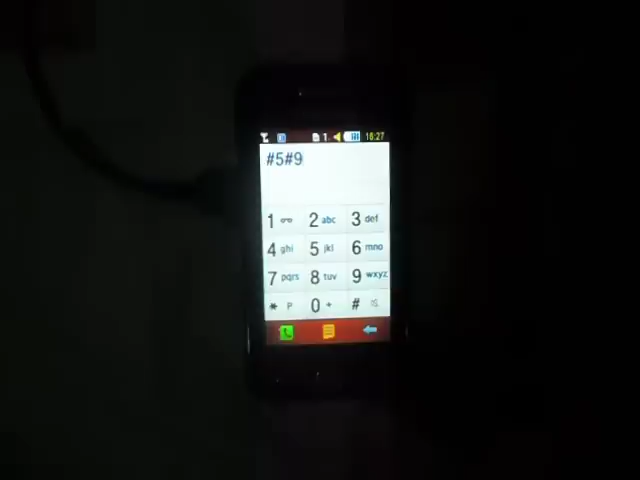 1 16:27
#5#9
1 2 abc 3 def
4 ghi 5 jkl 6 mno
7 pqrs 8 tuv 9 wxyz
* P 0 + #